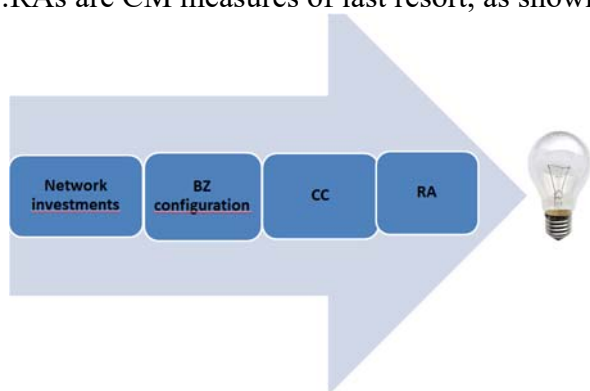 .RAs are CM measures of last resort, as shown
Network
investments
BZ
configuration
CC
RA